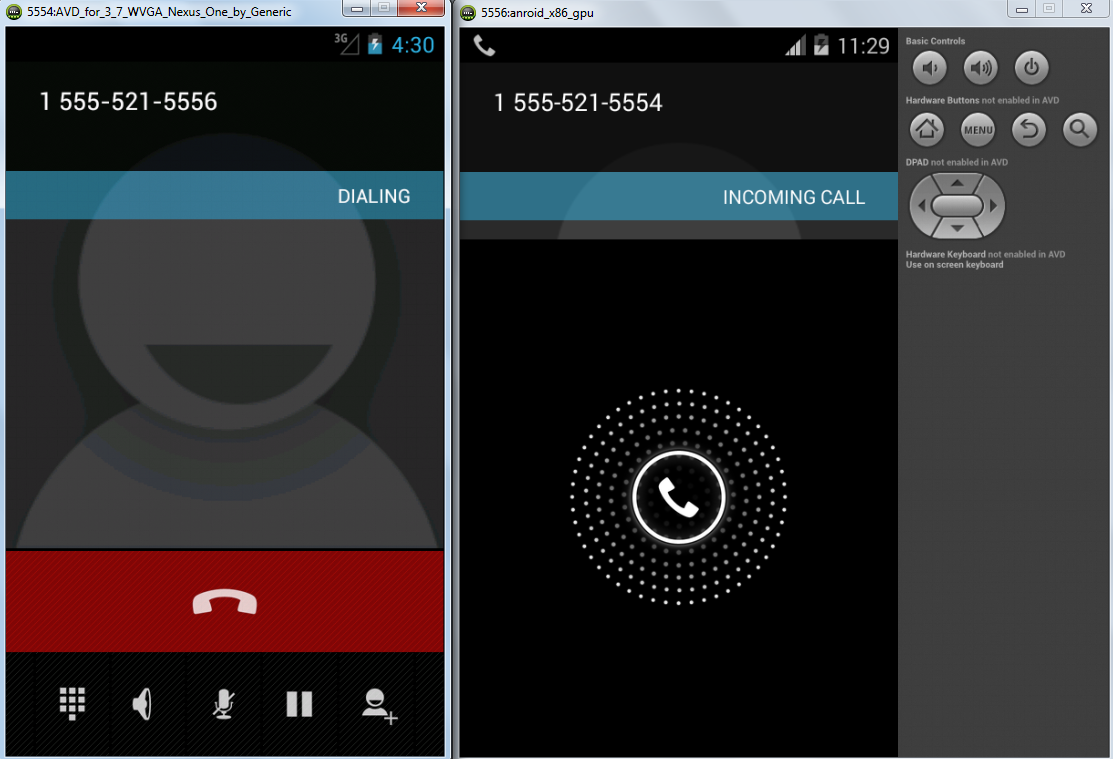 5554:AVD_for_3_7_WVGA_Nexus_One_by_Generic
3G 4:30
1 555-521-5556
DIALING
5556:anroid_x86_gpu
11:29
1 555-521-5554
INCOMING CALL
Basic Controls
Hardware Buttons not enabled in AVD
MENU
DPAD not enabled in AVD
Hardware Keyboard not enabled in AVD
Use on screen keyboard